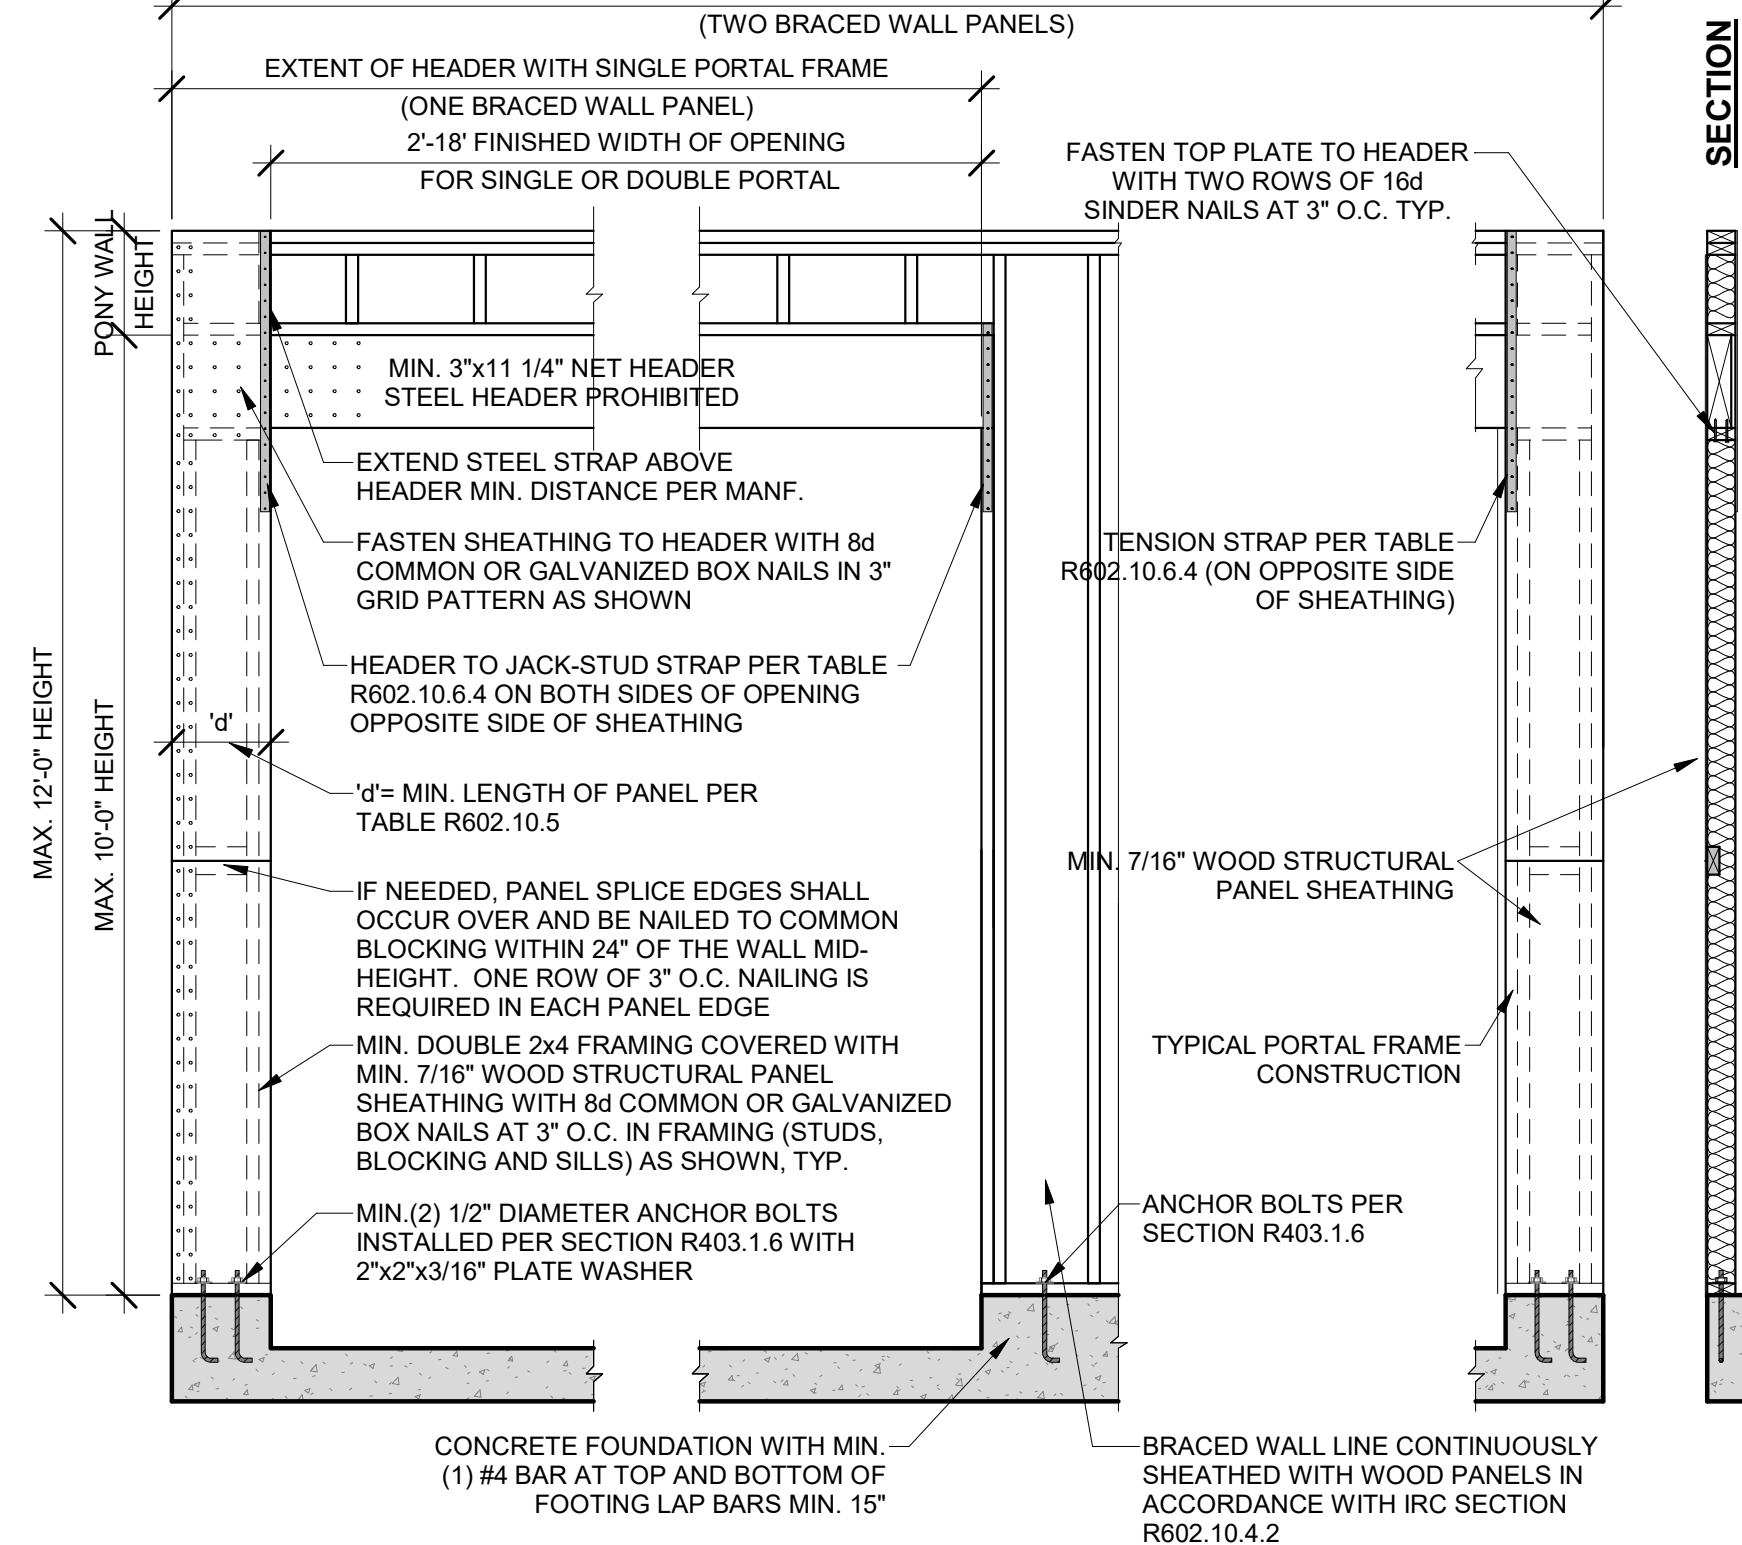 (TWO BRACED WALL PANELS)
EXTENT OF HEADER WITH SINGLE PORTAL FRAME
(ONE BRACED WALL PANEL)
2'-18' FINISHED WIDTH OF OPENING
FOR SINGLE OR DOUBLE PORTAL
FASTEN TOP PLATE TO HEADER
WITH TWO ROWS OF 16d
SINDER NAILS AT 3" O.C. TYP.
SECTION
PONY WALL
HEIGHT
MIN. 3"x11 1/4" NET HEADER
STEEL HEADER PROHIBITED
EXTEND STEEL STRAP ABOVE
HEADER MIN. DISTANCE PER MANF.
FASTEN SHEATHING TO HEADER WITH 8d
COMMON OR GALVANIZED BOX NAILS IN 3"
GRID PATTERN AS SHOWN
TENSION STRAP PER TABLE
R602.10.6.4 (ON OPPOSITE SIDE
OF SHEATHING)
HEADER TO JACK-STUD STRAP PER TABLE
R602.10.6.4 ON BOTH SIDES OF OPENING
OPPOSITE SIDE OF SHEATHING
MAX. 12'-0" HEIGHT
MAX. 10'-0" HEIGHT
'd'
'd'= MIN. LENGTH OF PANEL PER
TABLE R602.10.5
MIN. 7/16" WOOD STRUCTURAL
PANEL SHEATHING
IF NEEDED, PANEL SPLICE EDGES SHALL
OCCUR OVER AND BE NAILED TO COMMON
BLOCKING WITHIN 24" OF THE WALL MID-
HEIGHT. ONE ROW OF 3" O.C. NAILING IS
REQUIRED IN EACH PANEL EDGE
MIN. DOUBLE 2x4 FRAMING COVERED WITH
MIN. 7/16" WOOD STRUCTURAL PANEL
SHEATHING WITH 8d COMMON OR GALVANIZED
BOX NAILS AT 3" O.C. IN FRAMING (STUDS,
BLOCKING AND SILLS) AS SHOWN, TYP.
TYPICAL PORTAL FRAME
CONSTRUCTION
MIN.(2) 1/2" DIAMETER ANCHOR BOLTS
INSTALLED PER SECTION R403.1.6 WITH
2"x2"x3/16" PLATE WASHER
ANCHOR BOLTS PER
SECTION R403.1.6
CONCRETE FOUNDATION WITH MIN.
(1) #4 BAR AT TOP AND BOTTOM OF
FOOTING LAP BARS MIN. 15"
BRACED WALL LINE CONTINUOUSLY
SHEATHED WITH WOOD PANELS IN
ACCORDANCE WITH IRC SECTION
R602.10.4.2